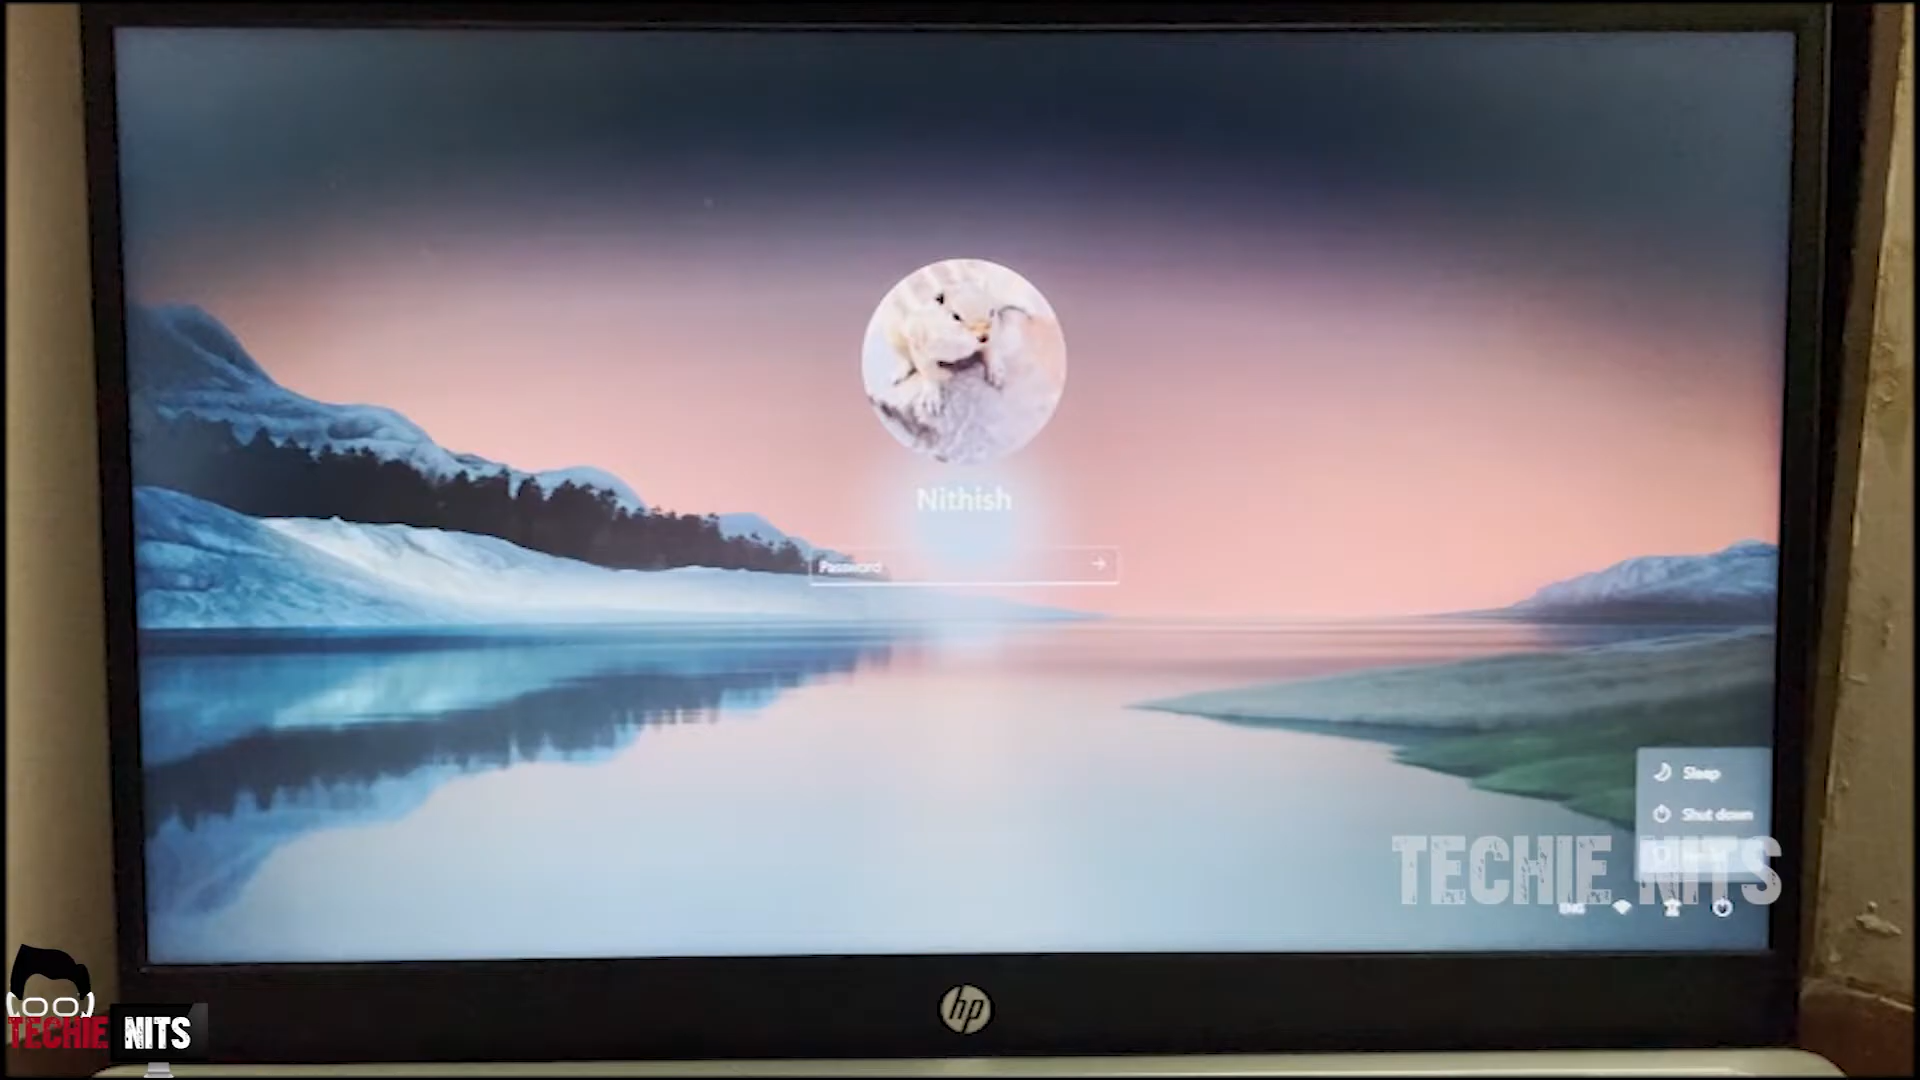 Nithish
Password
Sleep
Shut down
TECHIE NITS
ENG
hp
TECHIE NITS